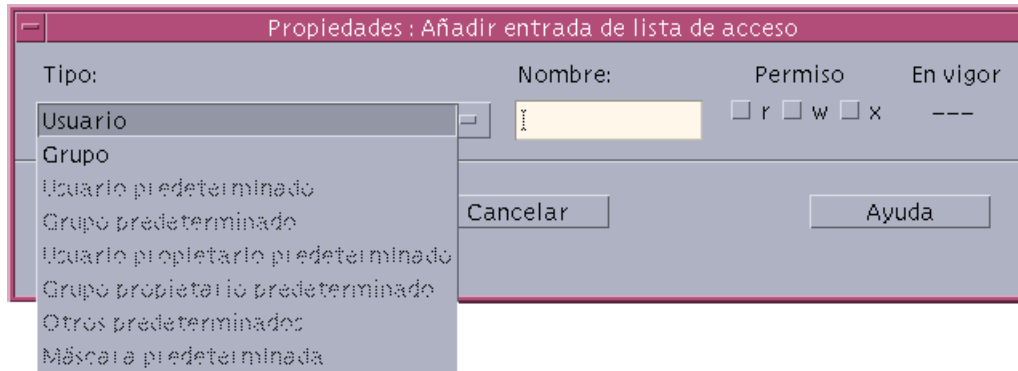 Propiedades : Añadir entrada de lista de acceso
Tipo: Nombre: Permiso En vigor
Usuario r w x ---
Grupo
Usuario predeterminado
Grupo predeterminado
Usuario propietario predeterminado
Grupo propietario predeterminado
Otros predeterminados
Máscara predeterminada
Cancelar Ayuda